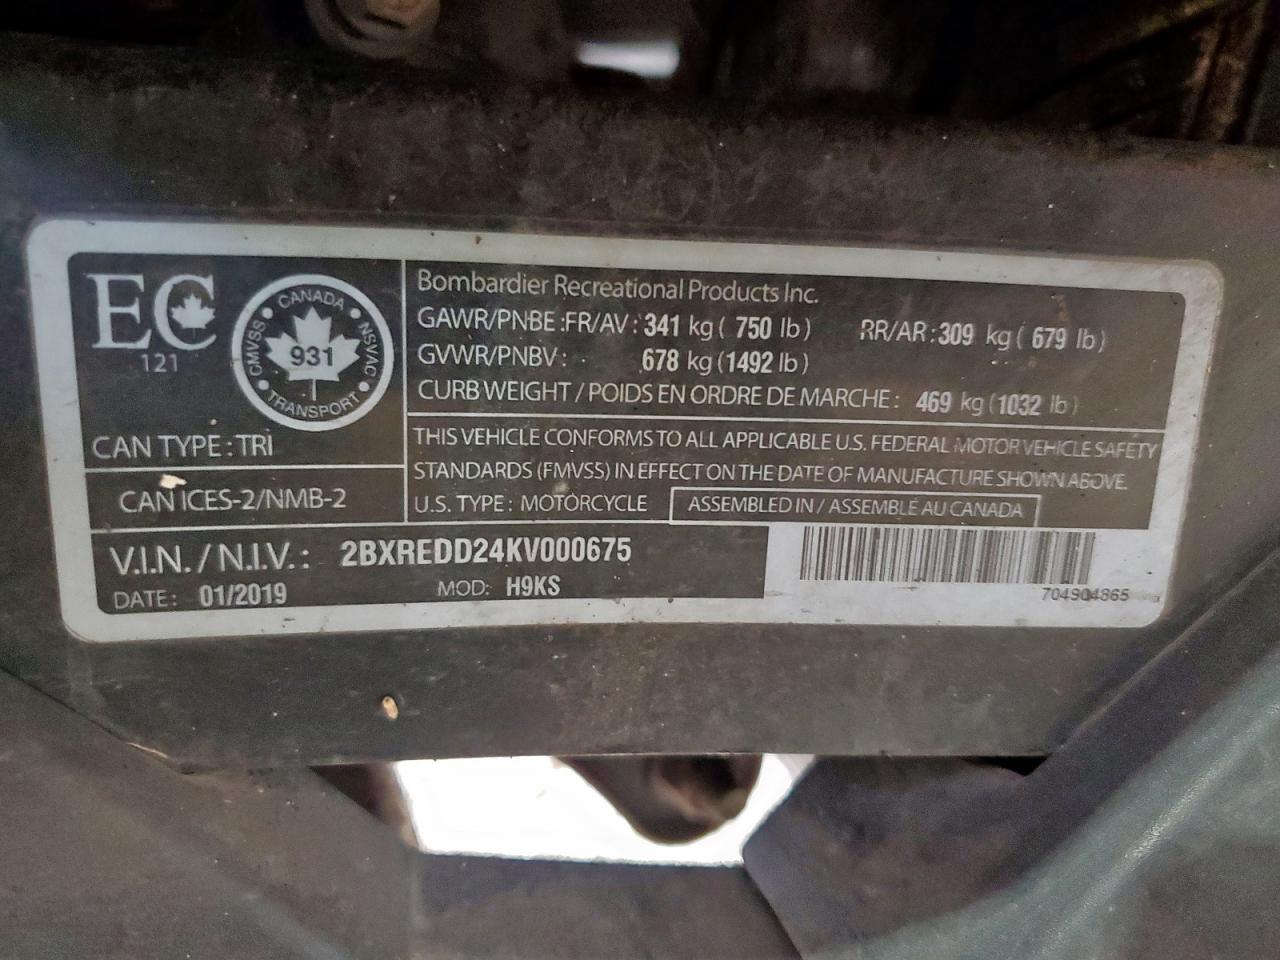 EC
121
CANADA
CMVSS • NSVAC
931
TRANSPORT
CAN TYPE : TRI
CAN ICES-2/NMB-2
Bombardier Recreational Products Inc.
GAWR/PNBE :FR/AV : 341 kg ( 750 lb) RR/AR : 309 kg ( 679 lb)
GVWR/PNBV : 678 kg (1492 lb)
CURB WEIGHT / POIDS EN ORDRE DE MARCHE : 469 kg (1032 lb)
THIS VEHICLE CONFORMS TO ALL APPLICABLE U.S. FEDERAL MOTOR VEHICLE SAFETY
STANDARDS (FMVSS) IN EFFECT ON THE DATE OF MANUFACTURE SHOWN ABOVE.
U.S. TYPE : MOTORCYCLE ASSEMBLED IN / ASSEMBLÉ AU CANADA
V.I.N. / N.I.V. : 2BXREDD24KV000675
DATE : 01/2019 MOD: H9KS
704904865